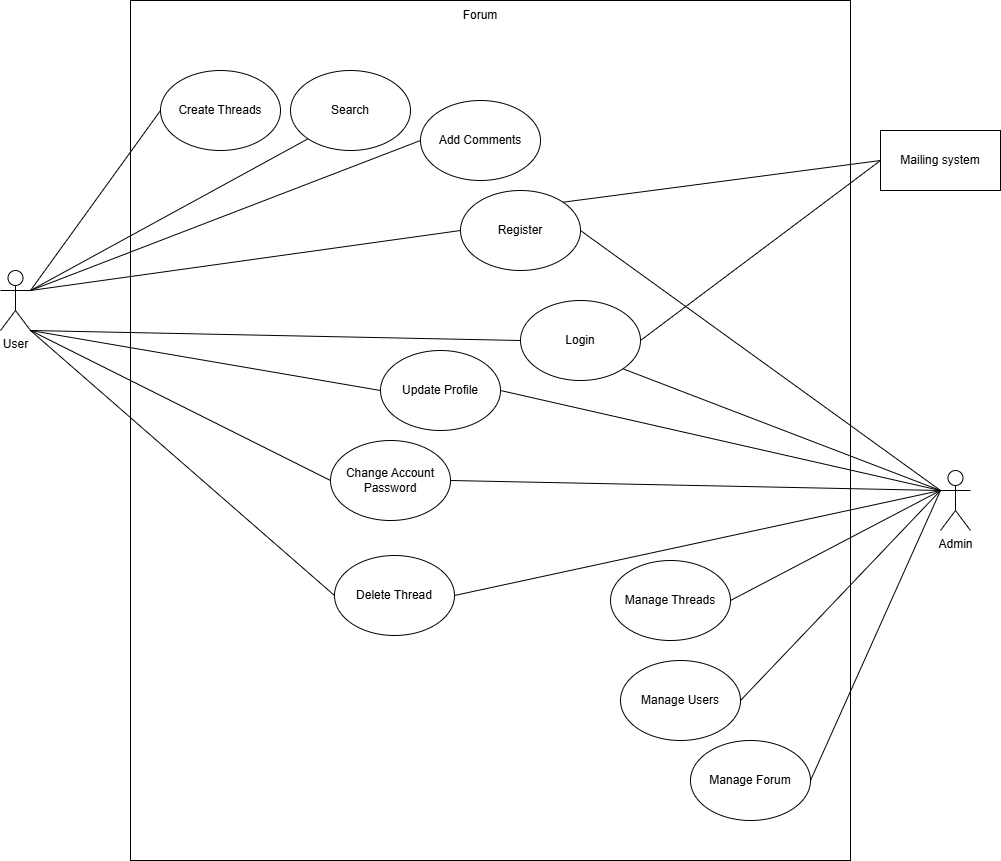 Forum
Create Threads
Search
Add Comments
Mailing system
Register
User
Login
Update Profile
Change Account
Password
Admin
Delete Thread
Manage Threads
Manage Users
Manage Forum